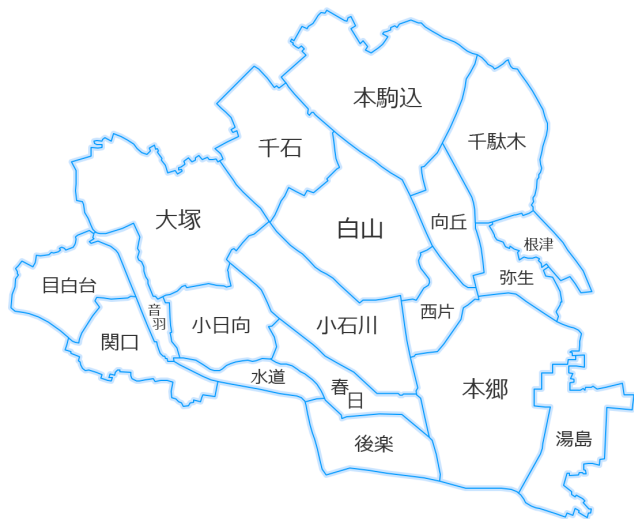 本駒込
千駄木
千石
大塚
白山
向丘
根津
弥生
目白台
音
羽
関口
小日向
小石川
西片
水道
春
日
本郷
後楽
湯島